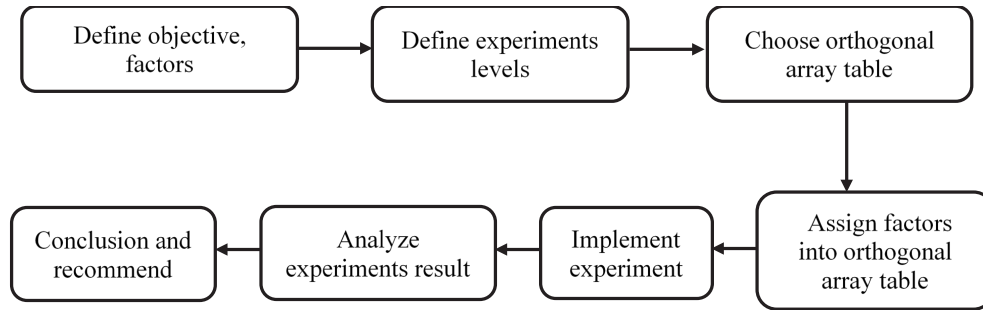 Define objective,
factors
Define experiments
levels
Choose orthogonal
array table
Assign factors
into orthogonal
array table
Implement
experiment
Analyze
experiments result
Conclusion and
recommend